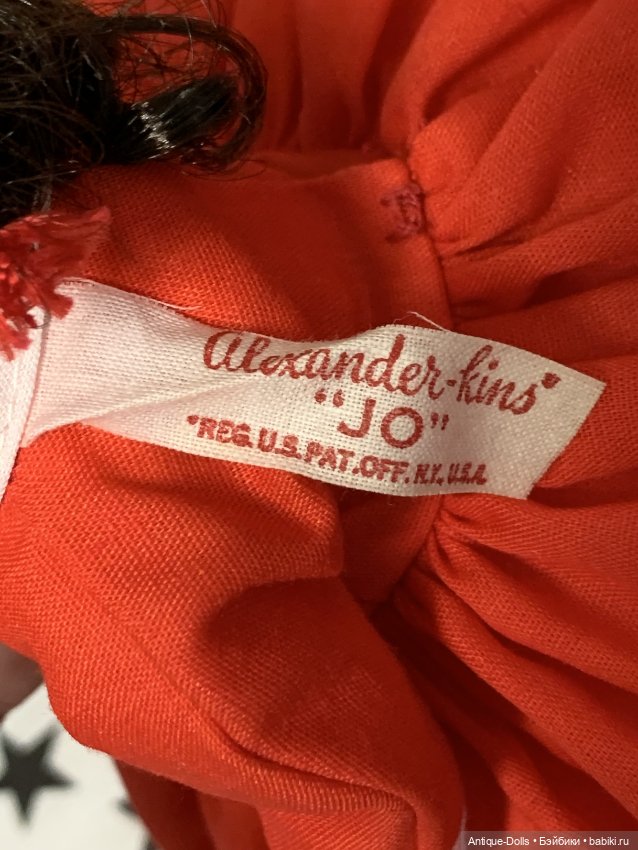 Alexander-kins*
"JO"
*REG. U.S. PAT. OFF. N.Y. U.S.A.
Antique-Dolls • Бэйбики • babiki.ru